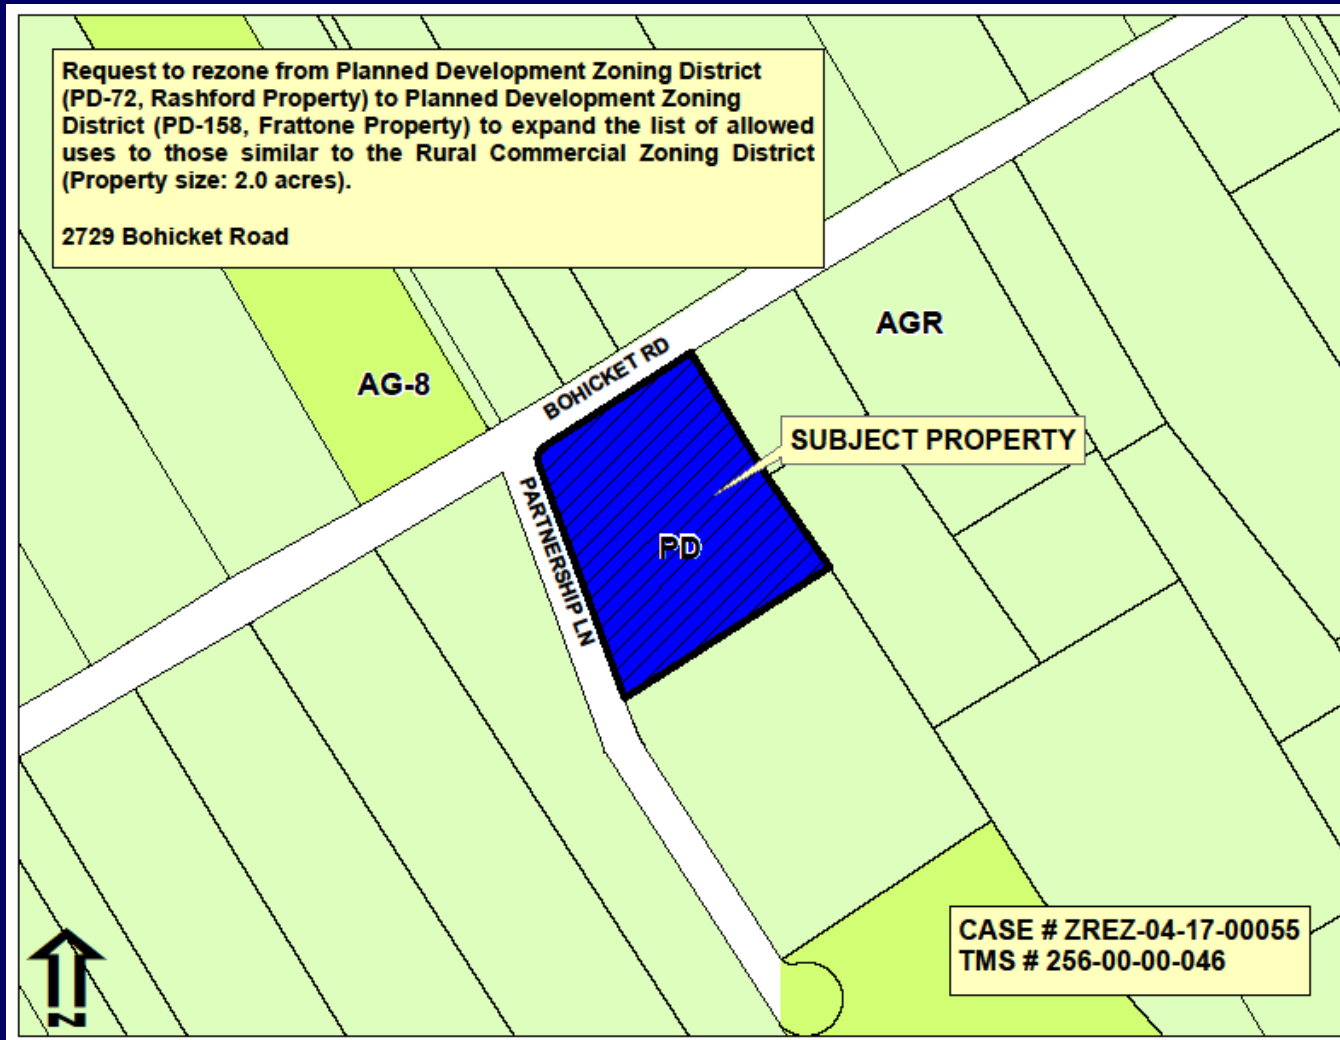 Request to rezone from Planned Development Zoning District
(PD-72, Rashford Property) to Planned Development Zoning
District (PD-158, Frattone Property) to expand the list of allowed
uses to those similar to the Rural Commercial Zoning District
(Property size: 2.0 acres).
2729 Bohicket Road
AGR
BOHICKET RD
AG-8
SUBJECT PROPERTY
PARTNERSHIP LN
PD
CASE # ZREZ-04-17-00055
TMS # 256-00-00-046
N